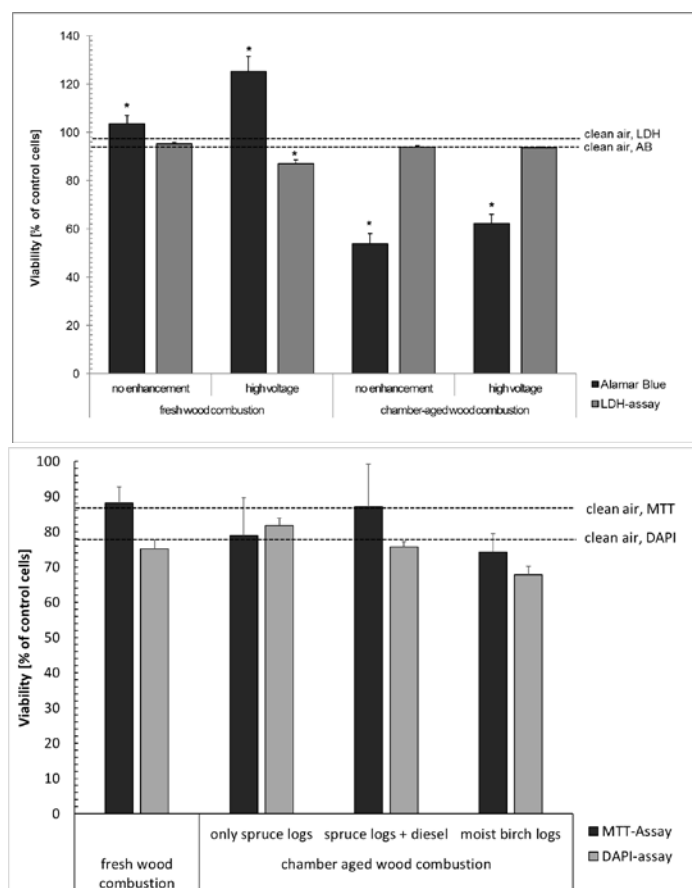 140
120
100
80
60
40
20
0
Viability [% of control cells]
*
*
*
*
*
clean air, LDH
clean air, AB
no enhancement high voltage no enhancement high voltage
fresh wood combustion chamber-aged wood combustion
Alamar Blue
LDH-assay
100
90
80
70
60
50
40
30
20
10
0
Viability [% of control cells]
clean air, MTT
clean air, DAPI
only spruce logs spruce logs + diesel moist birch logs
fresh wood
combustion
chamber aged wood combustion
MTT-Assay
DAPI-assay